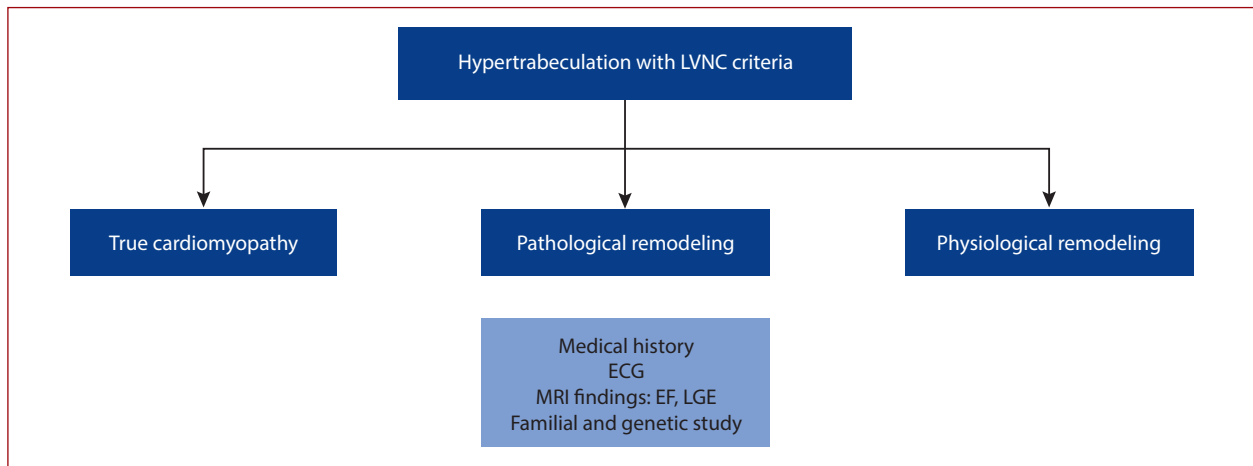 Hypertrabeculation with LVNC criteria
True cardiomyopathy
Pathological remodeling
Physiological remodeling
Medical history
ECG
MRI findings: EF, LGE
Familial and genetic study